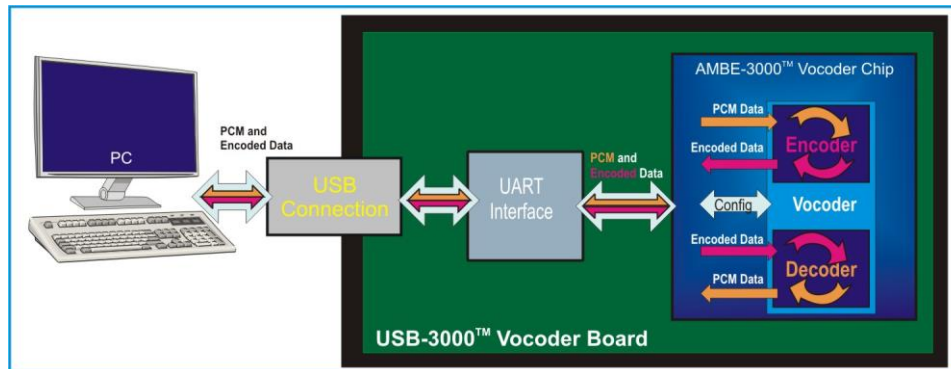 PC
PCM and
Encoded Data
USB
Connection
UART
Interface
PCM and
Encoded Data
AMBE-3000™ Vocoder Chip
PCM Data
Encoded Data
Encoder
Config
Vocoder
Encoded Data
PCM Data
Decoder
USB-3000™ Vocoder Board